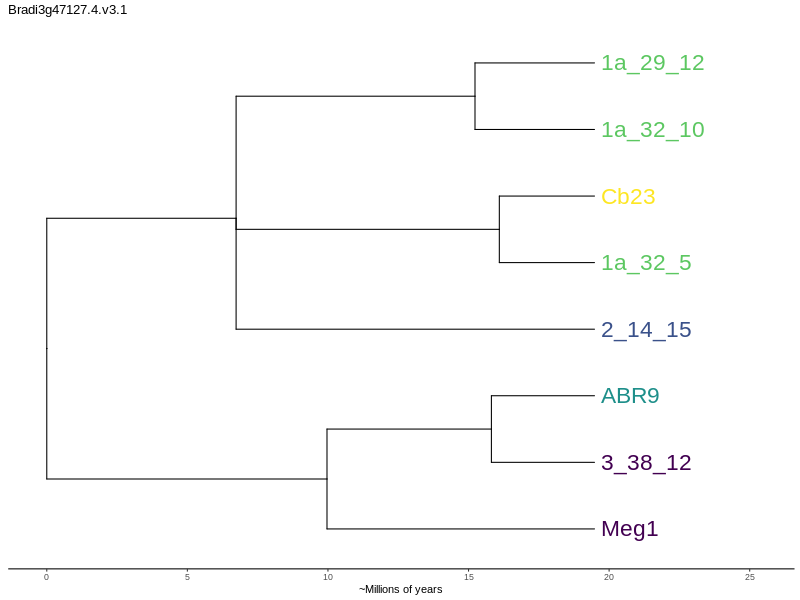 Bradi3g47127.4.v3.1
1a_29_12
1a_32_10
Cb23
1a_32_5
2_14_15
ABR9
3_38_12
Meg1
0 5 10 15 20 25
~Millions of years